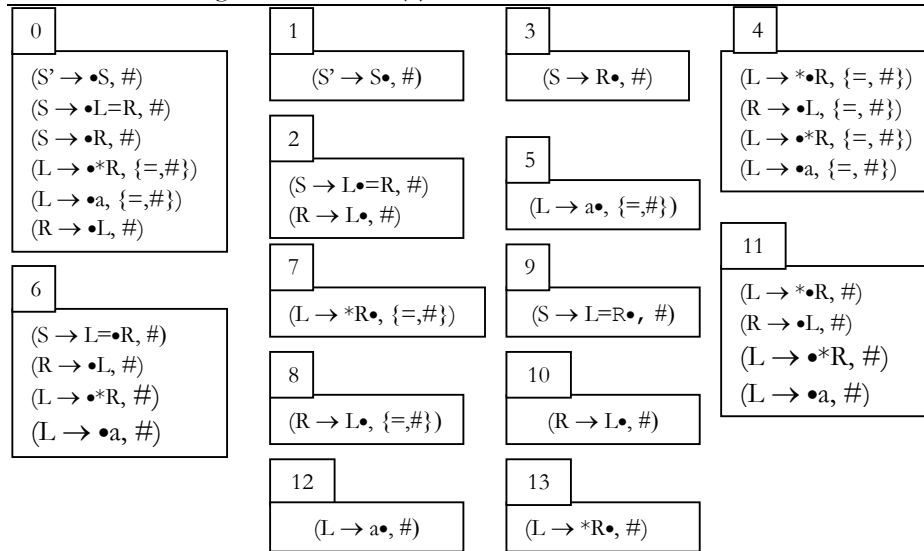 0
(S’ → •S, #)
(S → •L=R, #)
(S → •R, #)
(L → •*R, {=,#})
(L → •a, {=,#})
(R → •L, #)
1
(S’ → S•, #)
2
(S → L•=R, #)
(R → L•, #)
3
(S → R•, #)
4
(L → *•R, {=, #})
(R → •L, {=, #})
(L → •*R, {=, #})
(L → •a, {=, #})
5
(L → a•, {=,#})
6
(S → L=•R, #)
(R → •L, #)
(L → •*R, #)
(L → •a, #)
7
(L → *R•, {=,#})
8
(R → L•, {=,#})
9
(S → L=R•, #)
10
(R → L•, #)
11
(L → *•R, #)
(R → •L, #)
(L → •*R, #)
(L → •a, #)
12
(L → a•, #)
13
(L → *R•, #)